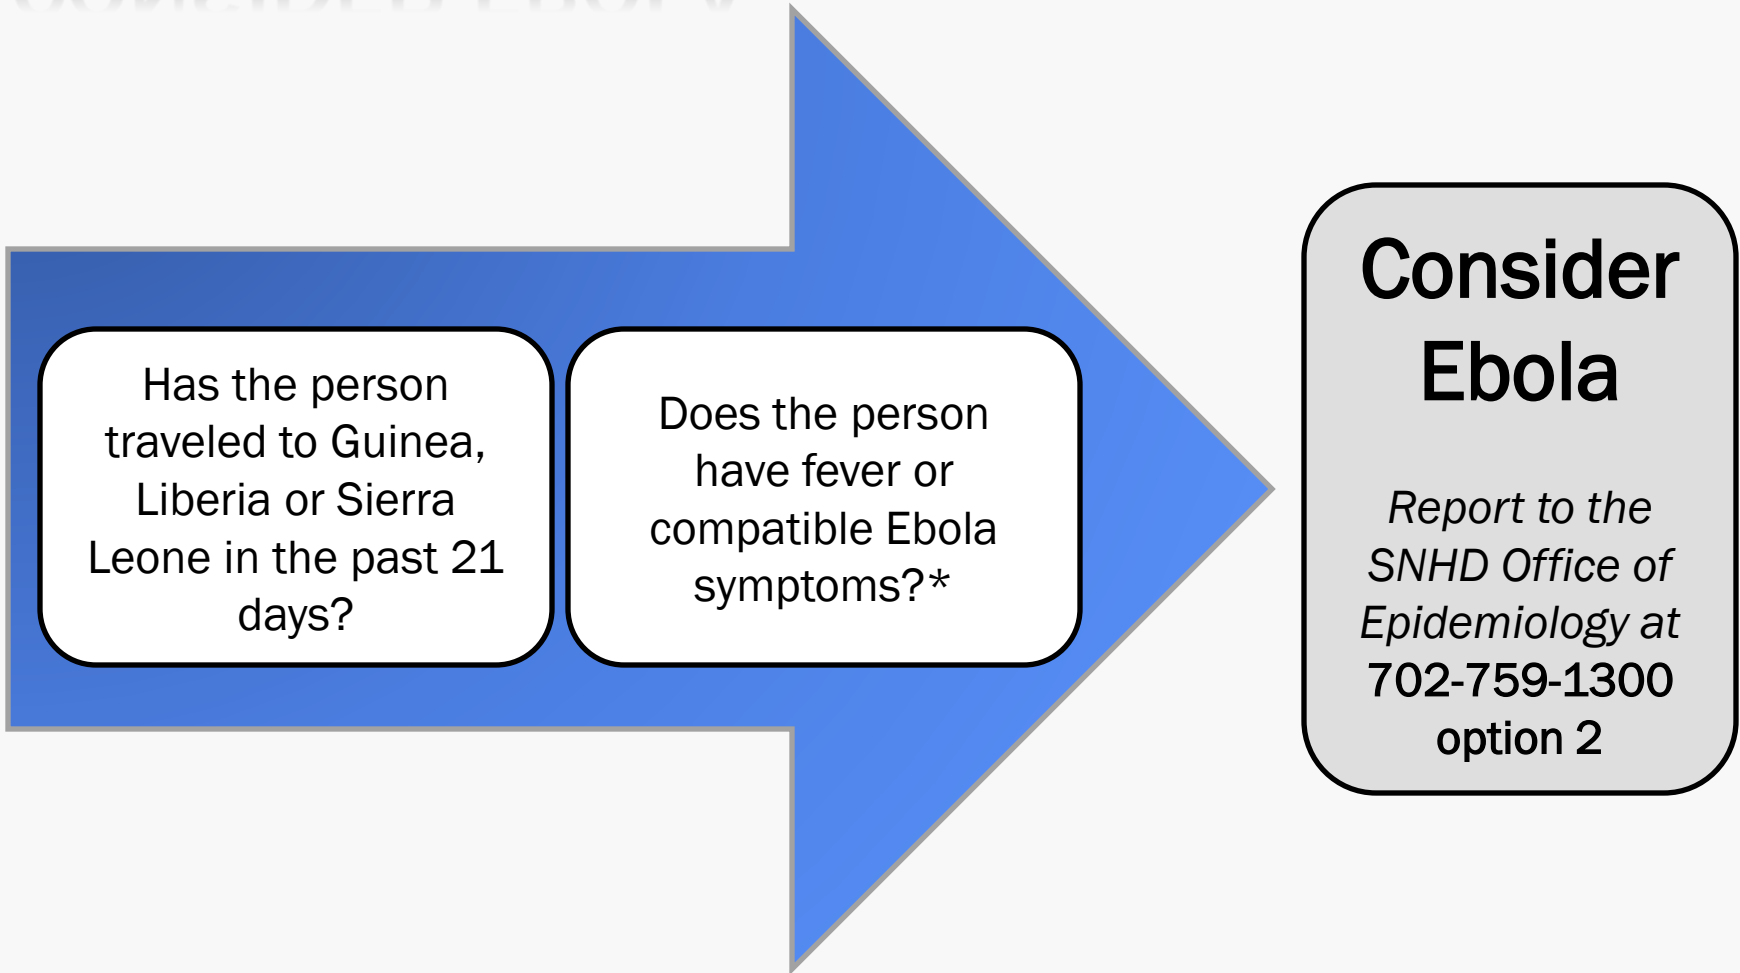 Has the person
traveled to Guinea,
Liberia or Sierra
Leone in the past 21
days?
Does the person
have fever or
compatible Ebola
symptoms?*
Consider
Ebola
Report to the
SNHD Office of
Epidemiology at
702-759-1300
option 2